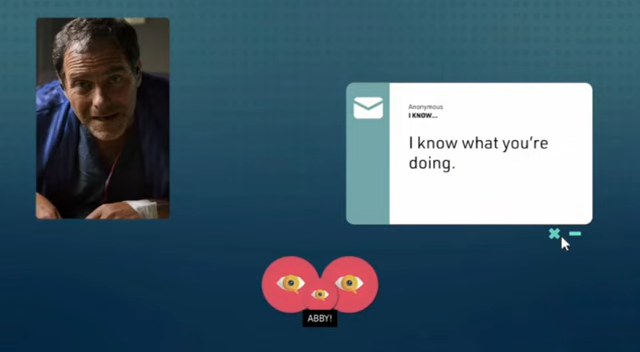 Anonymous
I KNOW...
I know what you're
doing.
ABBY!